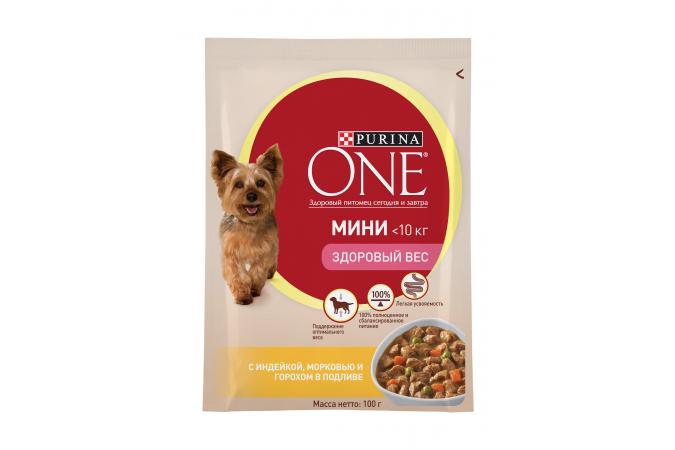 PURINA
ONE®
Здоровый питомец сегодня и завтра
МИНИ <10 кг
ЗДОРОВЫЙ ВЕС
100%
Легкая усвояемость
100% полноценное и
сбалансированное
питание
Поддержание
оптимального
веса
С ИНДЕЙКОЙ, МОРКОВЬЮ И
ГОРОХОМ В ПОДЛИВЕ
Масса нетто: 100 г